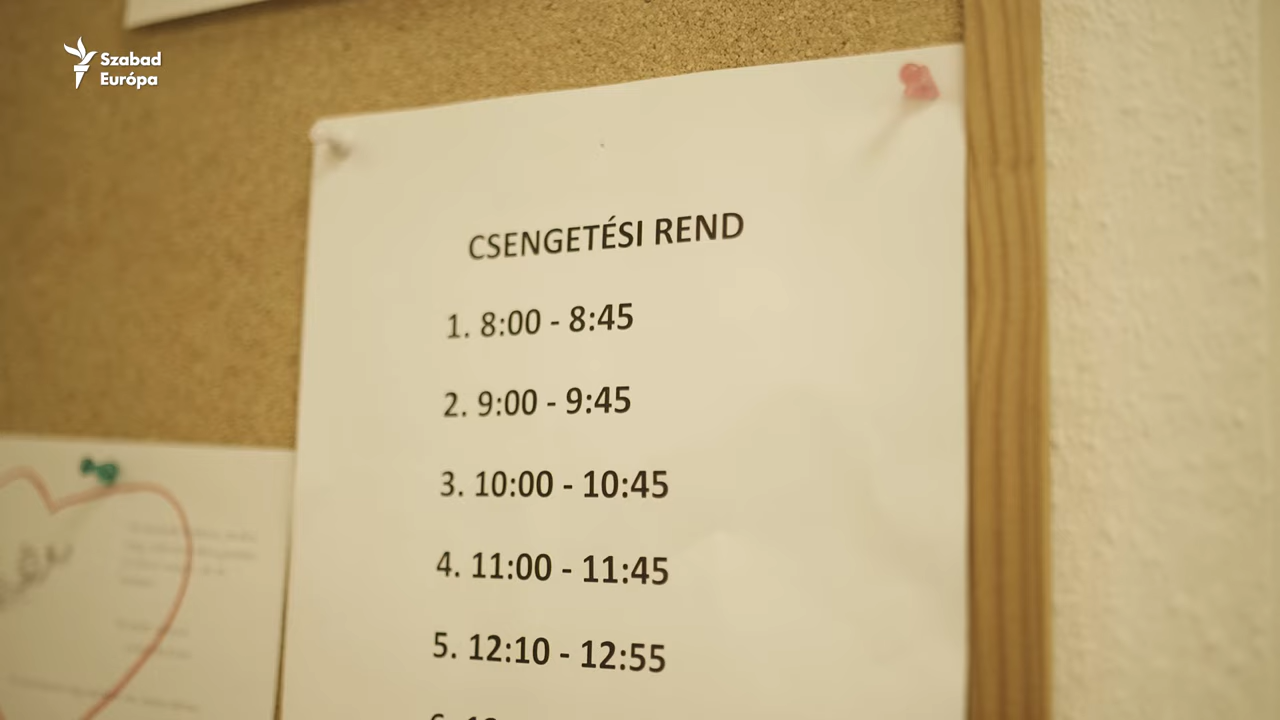 Szabad
Európa
CSENGETÉSI REND
1. 8:00 - 8:45
2. 9:00 - 9:45
3. 10:00 - 10:45
4. 11:00 - 11:45
5. 12:10 - 12:55